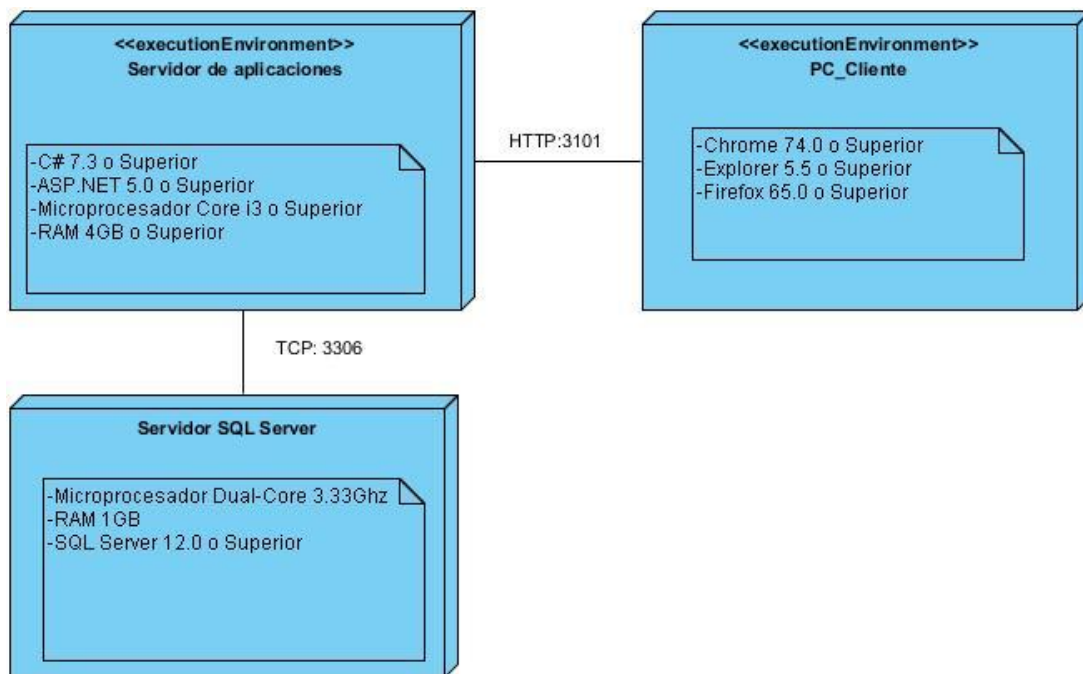 <<executionEnvironment>>
Servidor de aplicaciones
-C# 7.3 o Superior
-ASP.NET 5.0 o Superior
-Microprocesador Core i3 o Superior
-RAM 4GB o Superior
HTTP:3101
<<executionEnvironment>>
PC_Cliente
-Chrome 74.0 o Superior
-Explorer 5.5 o Superior
-Firefox 65.0 o Superior
TCP: 3306
Servidor SQL Server
-Microprocesador Dual-Core 3.33Ghz
-RAM 1GB
-SQL Server 12.0 o Superior